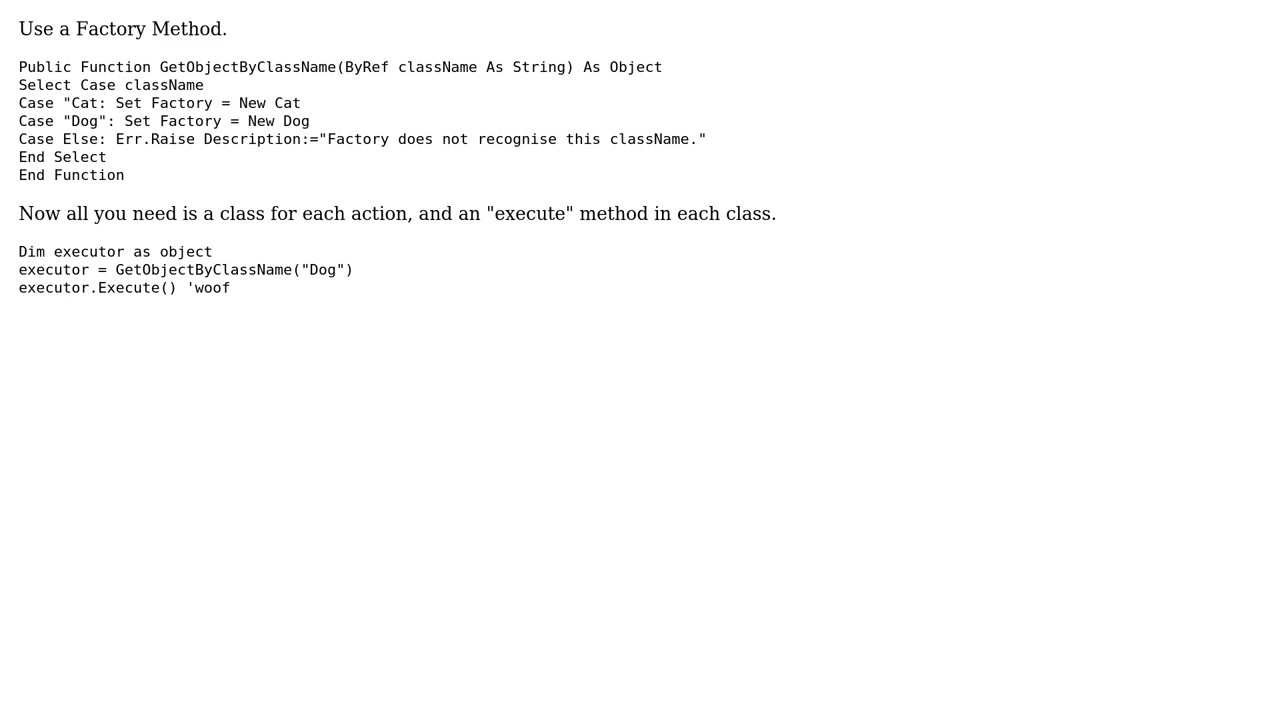 Use a Factory Method.
Public Function GetObjectByClassName(ByRef className As String) As Object
Select Case className
Case "Cat: Set Factory = New Cat
Case "Dog": Set Factory = New Dog
Case Else: Err.Raise Description:="Factory does not recognise this className."
End Select
End Function
Now all you need is a class for each action, and an "execute" method in each class.
Dim executor as object
executor = GetObjectByClassName("Dog")
executor.Execute() 'woof